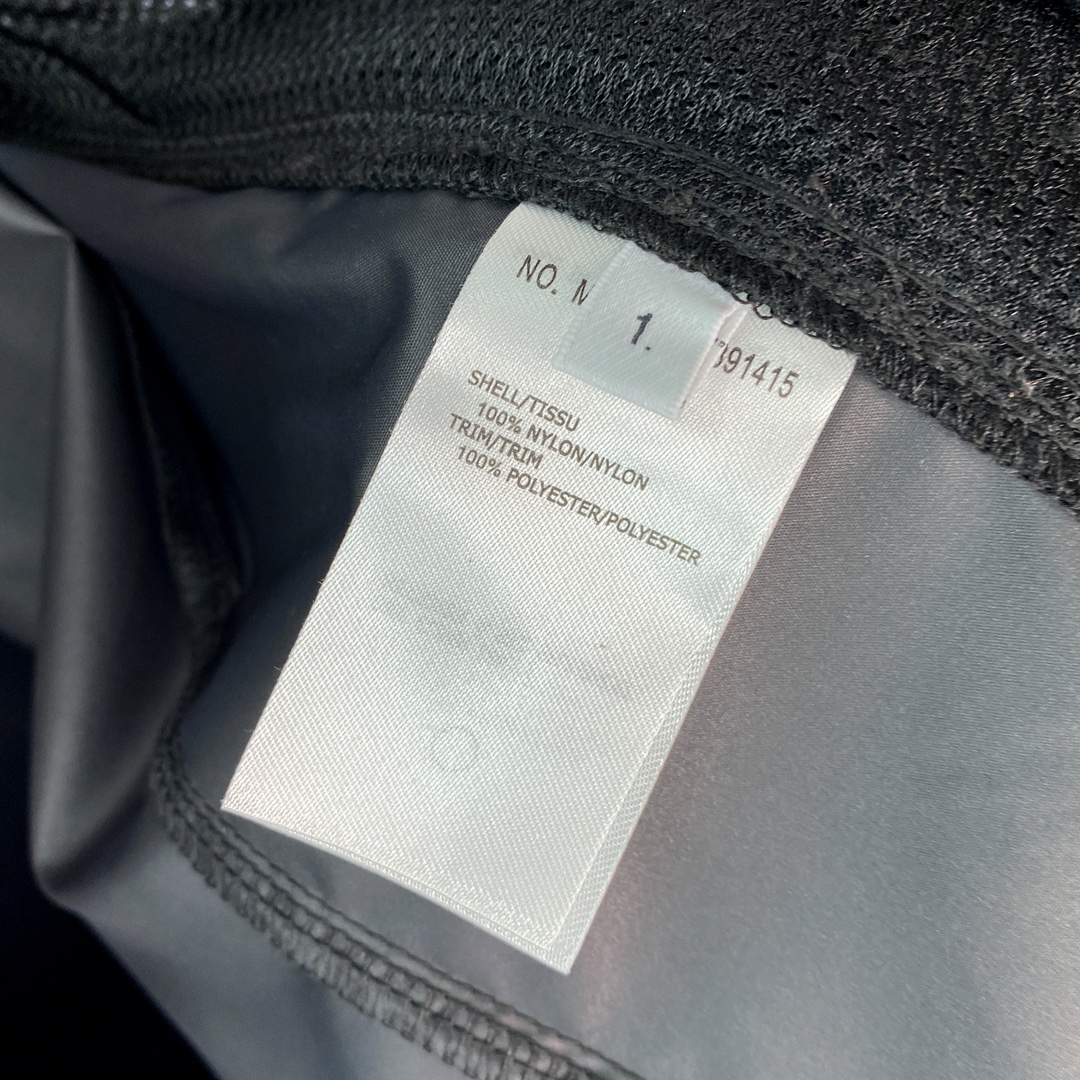 NO. M
1.
391415
SHELL/TISSU
100% NYLON/NYLON
TRIM/TRIM
100% POLYESTER/POLYESTER